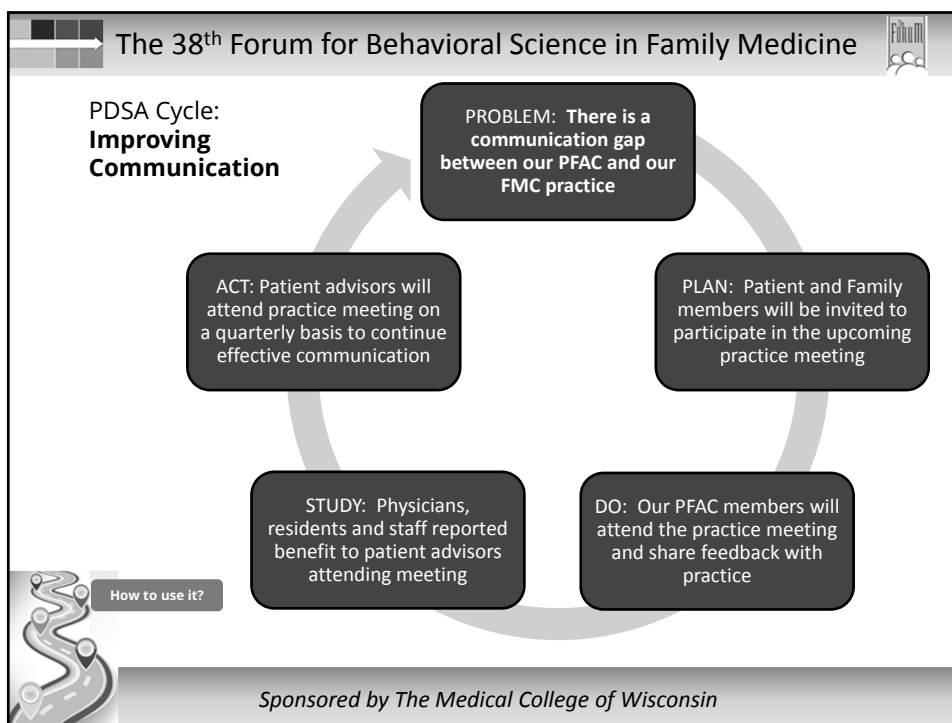 The 38th Forum for Behavioral Science in Family Medicine
The
FORUM
PDSA Cycle:
Improving
Communication
PROBLEM: There is a
communication gap
between our PFAC and our
FMC practice
PLAN: Patient and Family
members will be invited to
participate in the upcoming
practice meeting
DO: Our PFAC members will
attend the practice meeting
and share feedback with
practice
STUDY: Physicians,
residents and staff reported
benefit to patient advisors
attending meeting
ACT: Patient advisors will
attend practice meeting on
a quarterly basis to continue
effective communication
How to use it?
Sponsored by The Medical College of Wisconsin